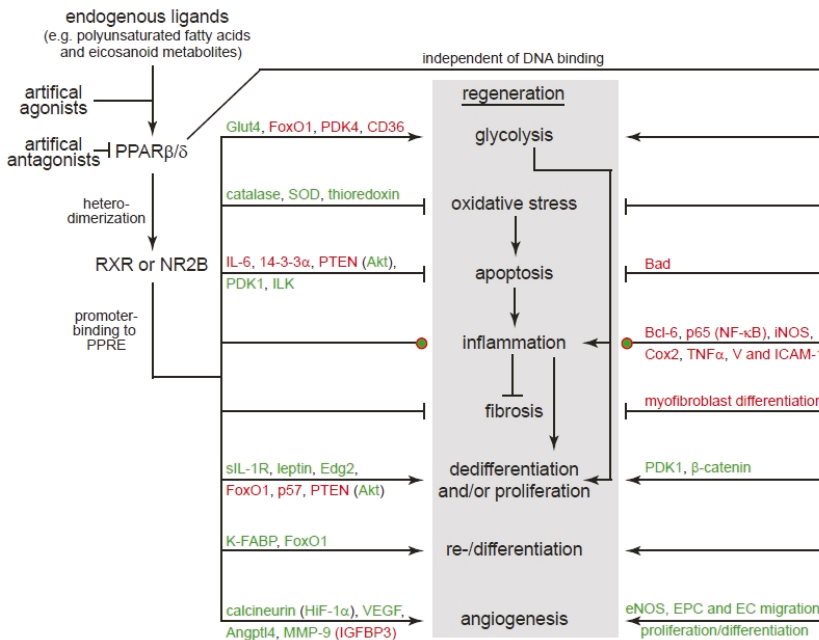 endogenous ligands
(e.g. polyunsaturated fatty acids
and eicosanoid metabolites)
independent of DNA binding
artifical
agonists
regeneration
Glut4, FoxO1, PDK4, CD36
glycolysis
artifical
antagonists
PPARβ/δ
catalase, SOD, thioredoxin
oxidative stress
hetero-
dimerization
RXR or NR2B
IL-6, 14-3-3α, PTEN (Akt),
PDK1, ILK
apoptosis
Bad
promoter-
binding to
PPRE
inflammation
Bcl-6, p65 (NF-κB), iNOS,
Cox2, TNFα, V and ICAM-1
fibrosis
myofibroblast differentiation
sIL-1R, leptin, Edg2,
FoxO1, p57, PTEN (Akt)
dedifferentiation
and/or proliferation
PDK1, β-catenin
K-FABP, FoxO1
re-/differentiation
calcineurin (HiF-1α), VEGF,
Angptl4, MMP-9 (IGFBP3)
angiogenesis
eNOS, EPC and EC migration
proliferation/differentiation